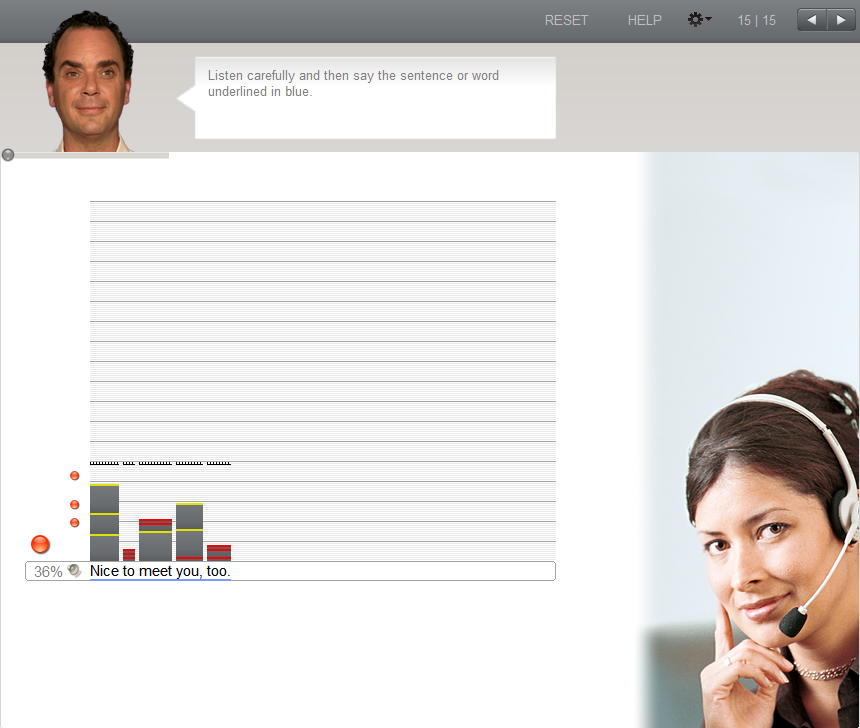 RESET HELP 15 | 15
Listen carefully and then say the sentence or word
underlined in blue.
36% Nice to meet you, too.